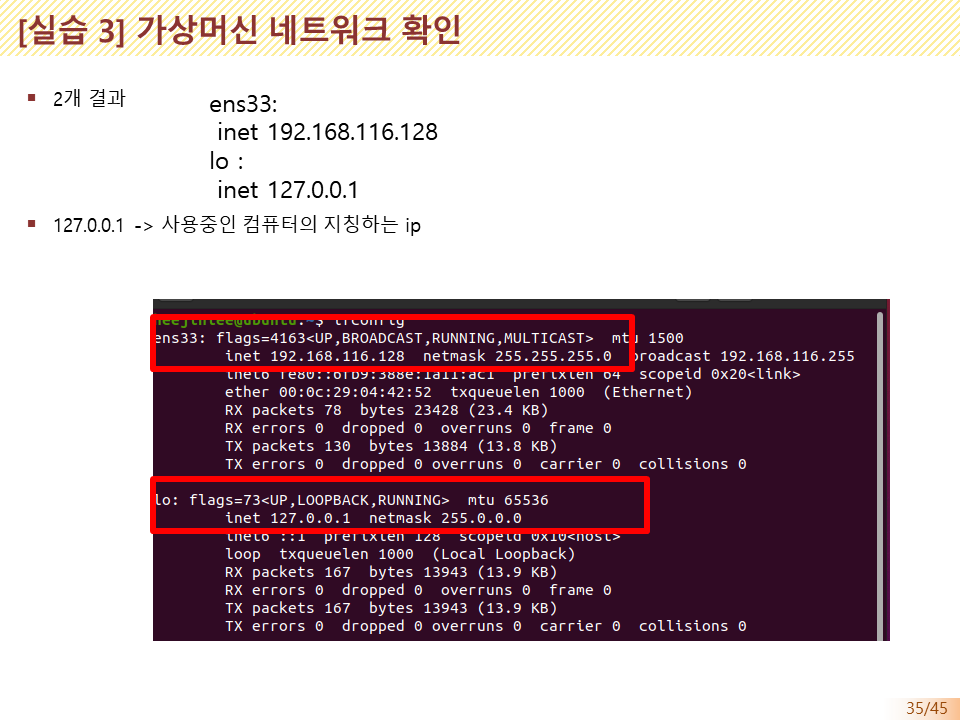 [실습 3] 가상머신 네트워크 확인
2개 결과
ens33:
inet 192.168.116.128
lo :
inet 127.0.0.1
127.0.0.1 -> 사용중인 컴퓨터의 지칭하는 ip
heejinlee@ubuntu:~$ ifconfig
ens33: flags=4163<UP,BROADCAST,RUNNING,MULTICAST> mtu 1500
inet 192.168.116.128 netmask 255.255.255.0 broadcast 192.168.116.255
inet6 fe80::6fb9:388e:1a11:ac1 prefixlen 64 scopeid 0x20<link>
ether 00:0c:29:04:42:52 txqueuelen 1000 (Ethernet)
RX packets 78 bytes 23428 (23.4 KB)
RX errors 0 dropped 0 overruns 0 frame 0
TX packets 130 bytes 13884 (13.8 KB)
TX errors 0 dropped 0 overruns 0 carrier 0 collisions 0
lo: flags=73<UP,LOOPBACK,RUNNING> mtu 65536
inet 127.0.0.1 netmask 255.0.0.0
inet6 ::1 prefixlen 128 scopeid 0x10<host>
loop txqueuelen 1000 (Local Loopback)
RX packets 167 bytes 13943 (13.9 KB)
RX errors 0 dropped 0 overruns 0 frame 0
TX packets 167 bytes 13943 (13.9 KB)
TX errors 0 dropped 0 overruns 0 carrier 0 collisions 0
35/45